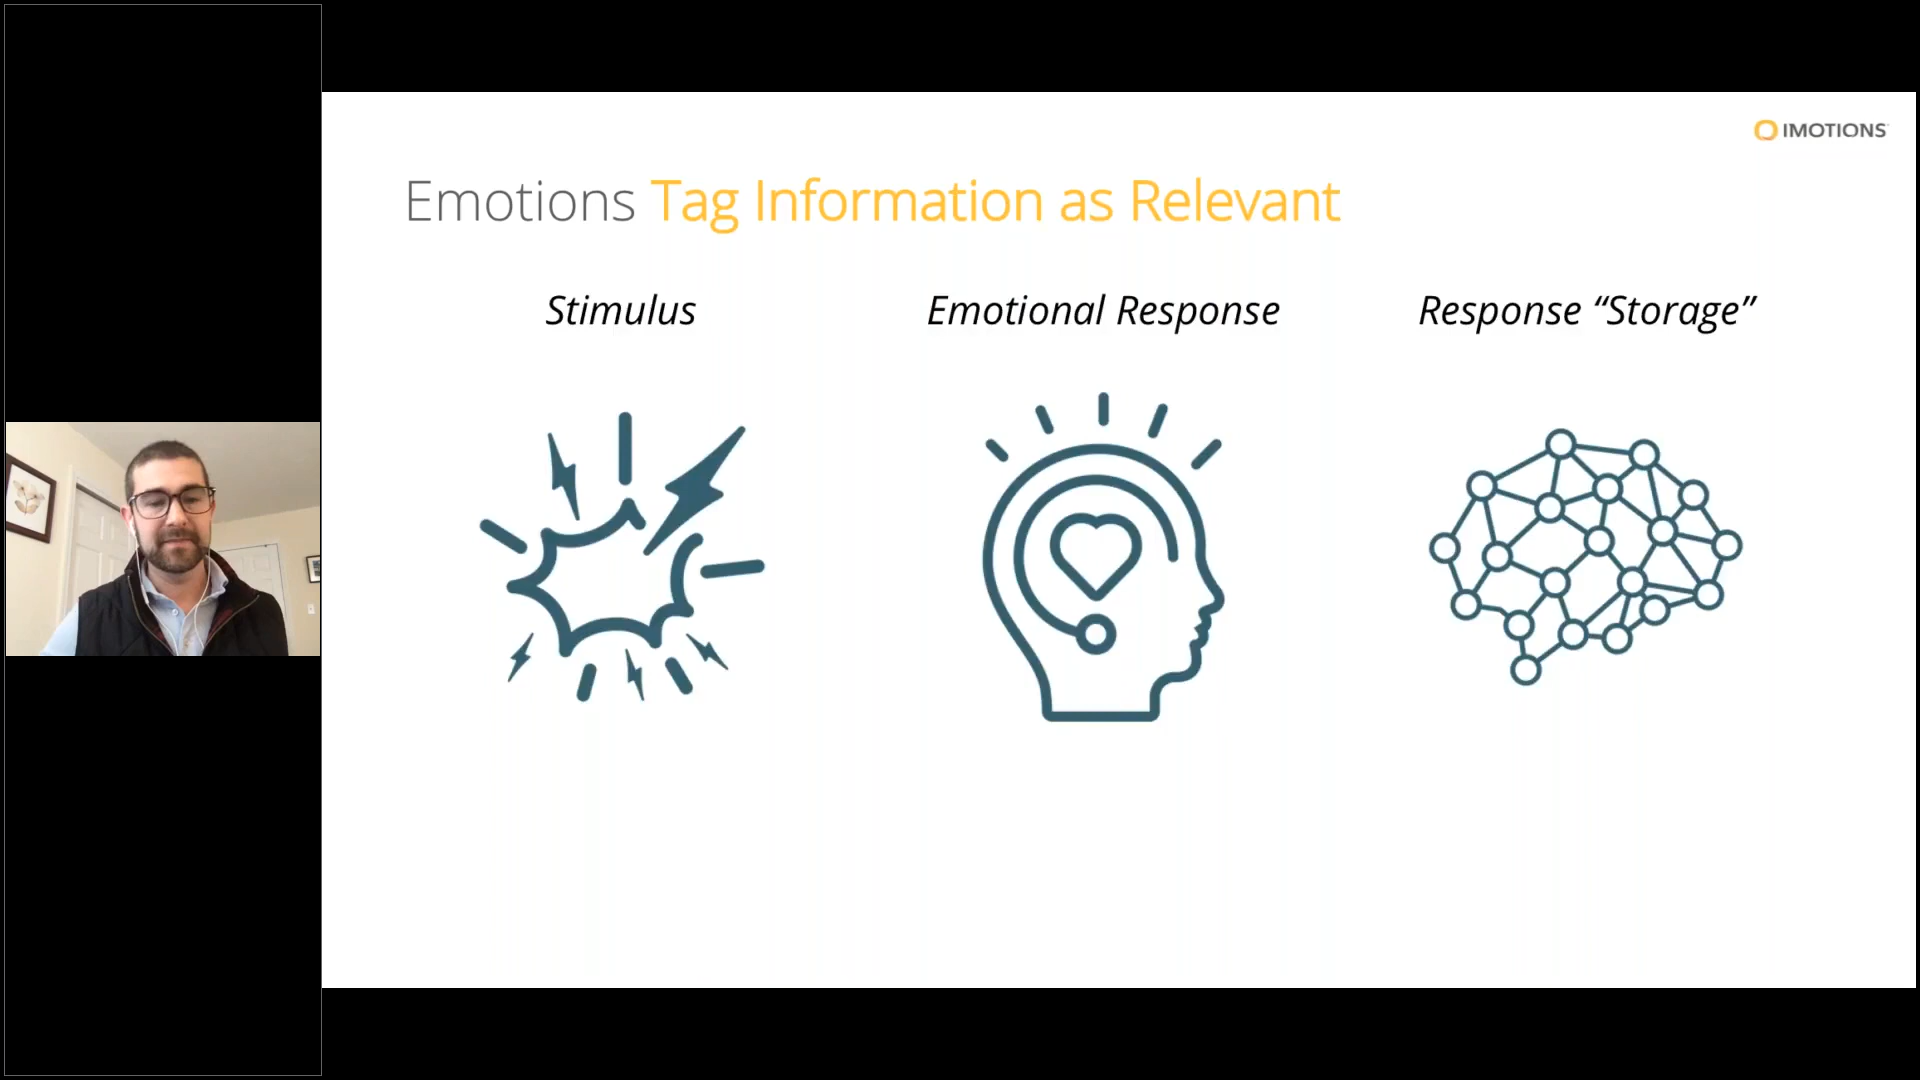 IMOTIONS
Emotions Tag Information as Relevant
Stimulus
Emotional Response
Response “Storage”